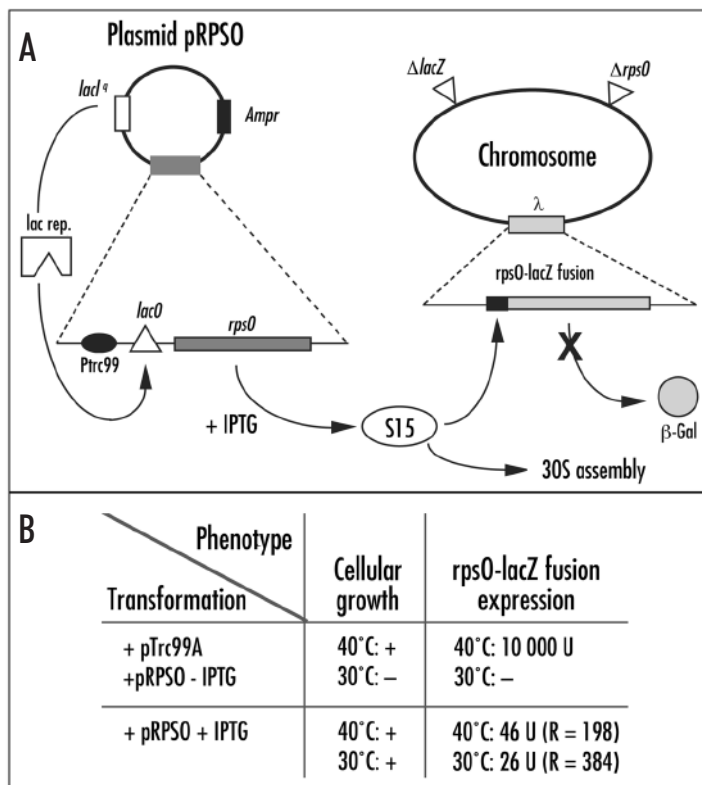 A
Plasmid pRPSO
lacI q
Ampr
lac rep.
lacO
rpsO
Ptrc99
+ IPTG
S15
30S assembly
ΔlacZ
ΔrpsO
Chromosome
λ
rpsO-lacZ fusion
X
β-Gal
B
Phenotype
Transformation
Cellular growth
rpsO-lacZ fusion expression
+ pTrc99A
40°C: +
40°C: 10 000 U
+pRPSO - IPTG
30°C: –
30°C: –
+ pRPSO + IPTG
40°C: +
40°C: 46 U (R = 198)
30°C: +
30°C: 26 U (R = 384)